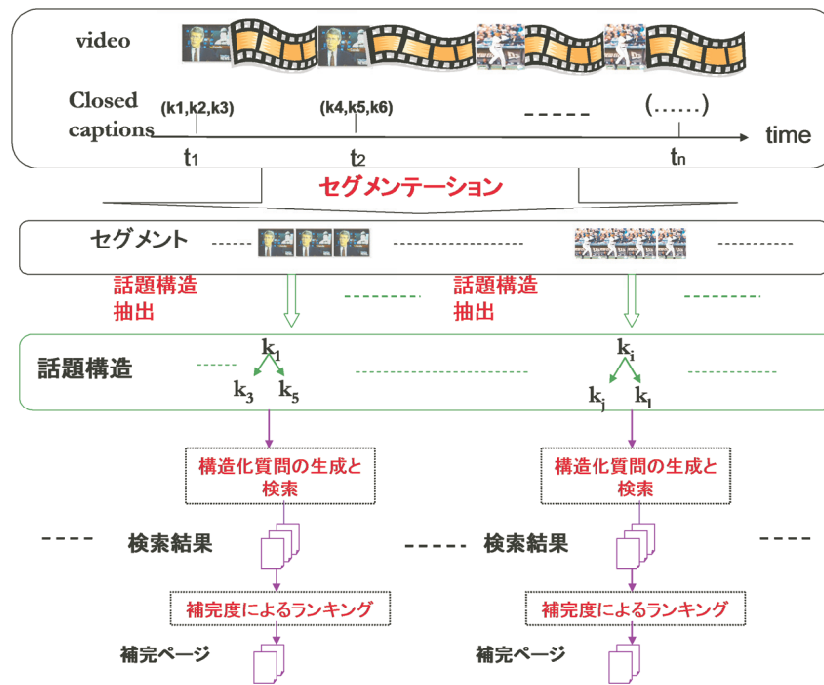 video
Closed captions
(k1,k2,k3)
(k4,k5,k6)
(......)
time
t1
t2
tn
セグメンテーション
セグメント
話題構造
抽出
話題構造
抽出
話題構造
k1
k3 k5
ki
kj kl
構造化質問の生成と
検索
構造化質問の生成と
検索
検索結果
検索結果
補完度によるランキング
補完度によるランキング
補完ページ
補完ページ